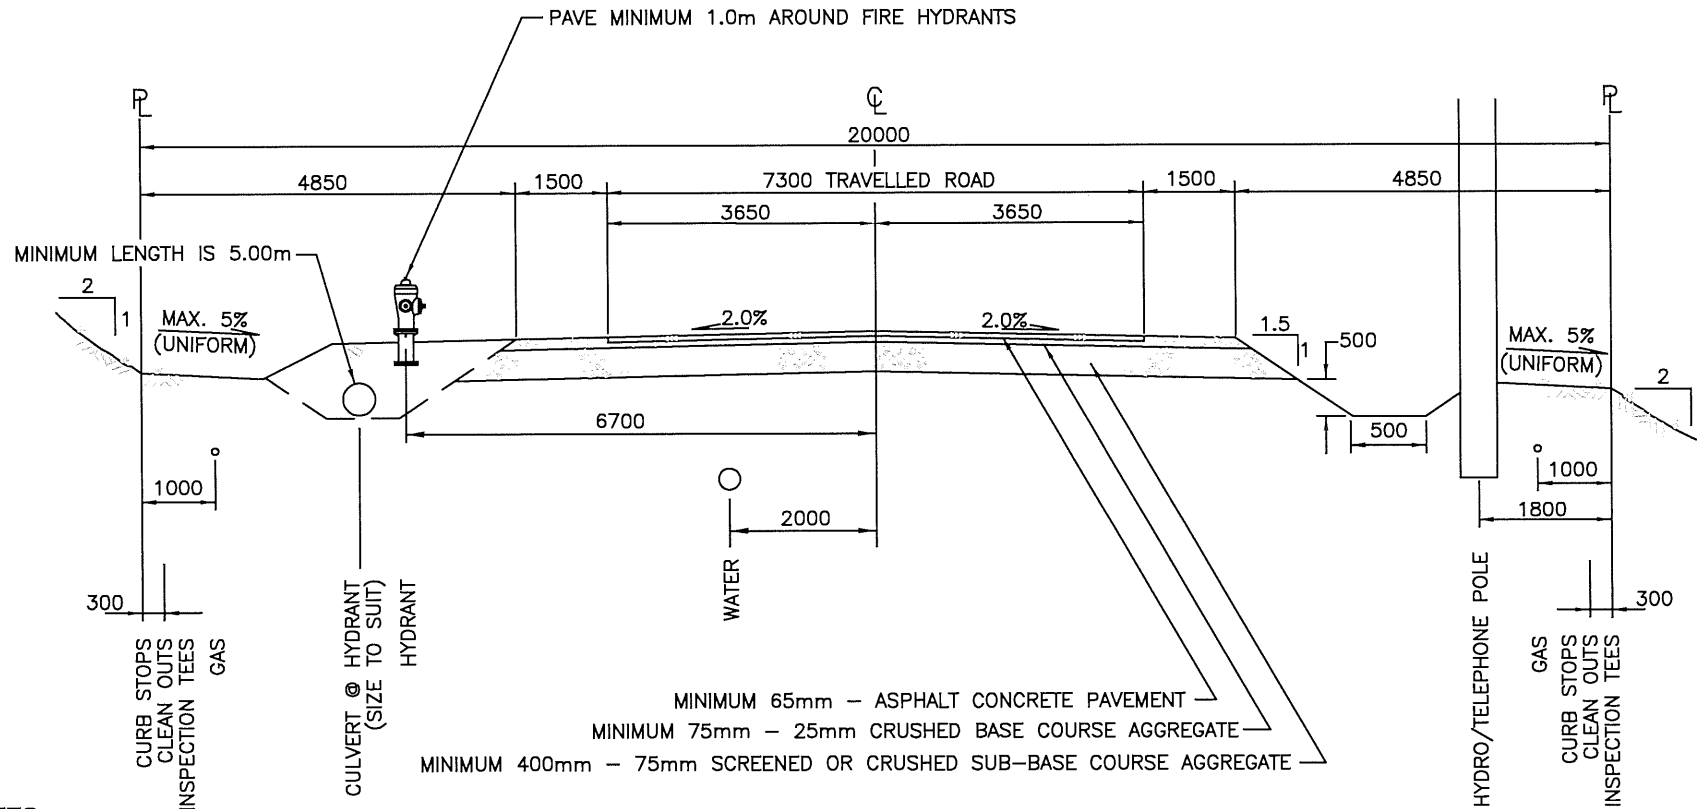 PAVE MINIMUM 1.0m AROUND FIRE HYDRANTS
PL
CL
PL
20000
4850
1500
7300 TRAVELLED ROAD
1500
4850
3650
3650
MINIMUM LENGTH IS 5.00m
2
1
MAX. 5%
(UNIFORM)
2.0%
2.0%
1.5
1
500
MAX. 5%
(UNIFORM)
2
1
6700
500
1000
1000
2000
1800
300
300
CURB STOPS
CLEAN OUTS
INSPECTION TEES
GAS
CULVERT @ HYDRANT
(SIZE TO SUIT)
HYDRANT
WATER
HYDRO/TELEPHONE POLE
GAS
CURB STOPS
CLEAN OUTS
INSPECTION TEES
MINIMUM 65mm – ASPHALT CONCRETE PAVEMENT
MINIMUM 75mm – 25mm CRUSHED BASE COURSE AGGREGATE
MINIMUM 400mm – 75mm SCREENED OR CRUSHED SUB–BASE COURSE AGGREGATE